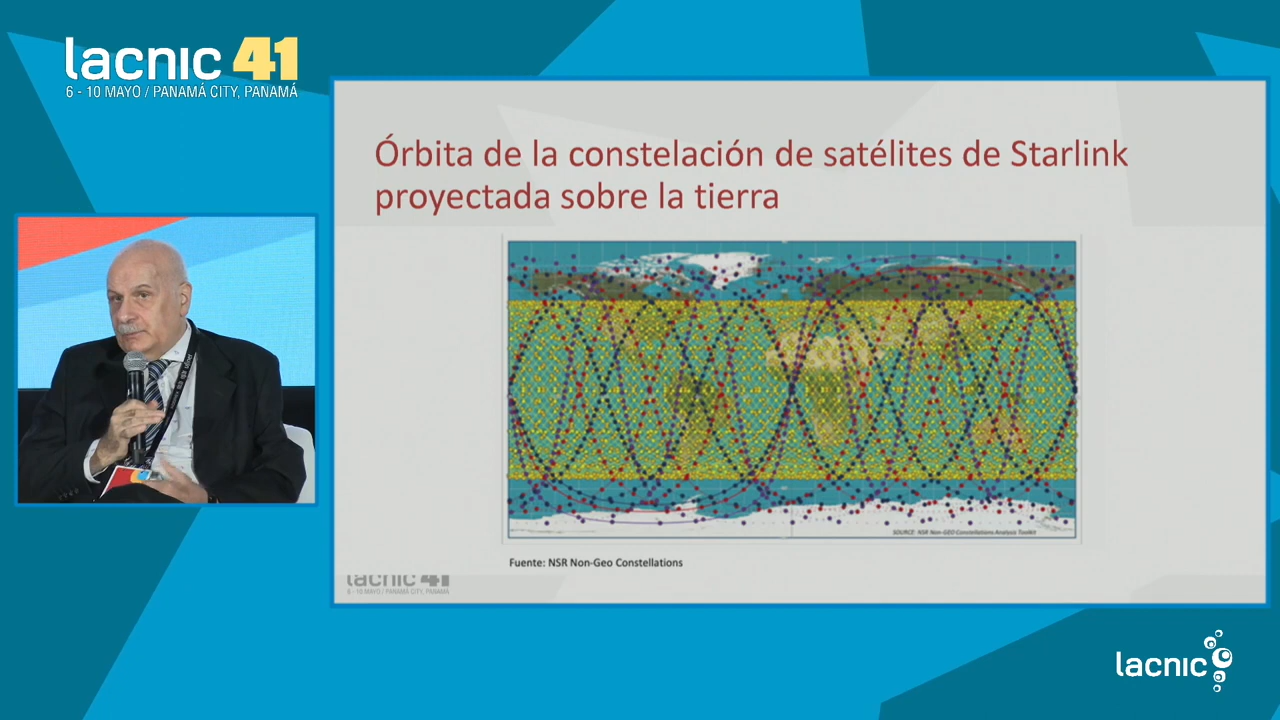 lacnic 41
6 - 10 MAYO / PANAMÁ CITY, PANAMÁ
Órbita de la constelación de satélites de Starlink
proyectada sobre la tierra
SOURCE: NSR Non-GEO Constellations Analysis Toolkit
Fuente: NSR Non-Geo Constellations
lacnic 41
6 - 10 MAYO / PANAMÁ CITY, PANAMÁ
lacnic